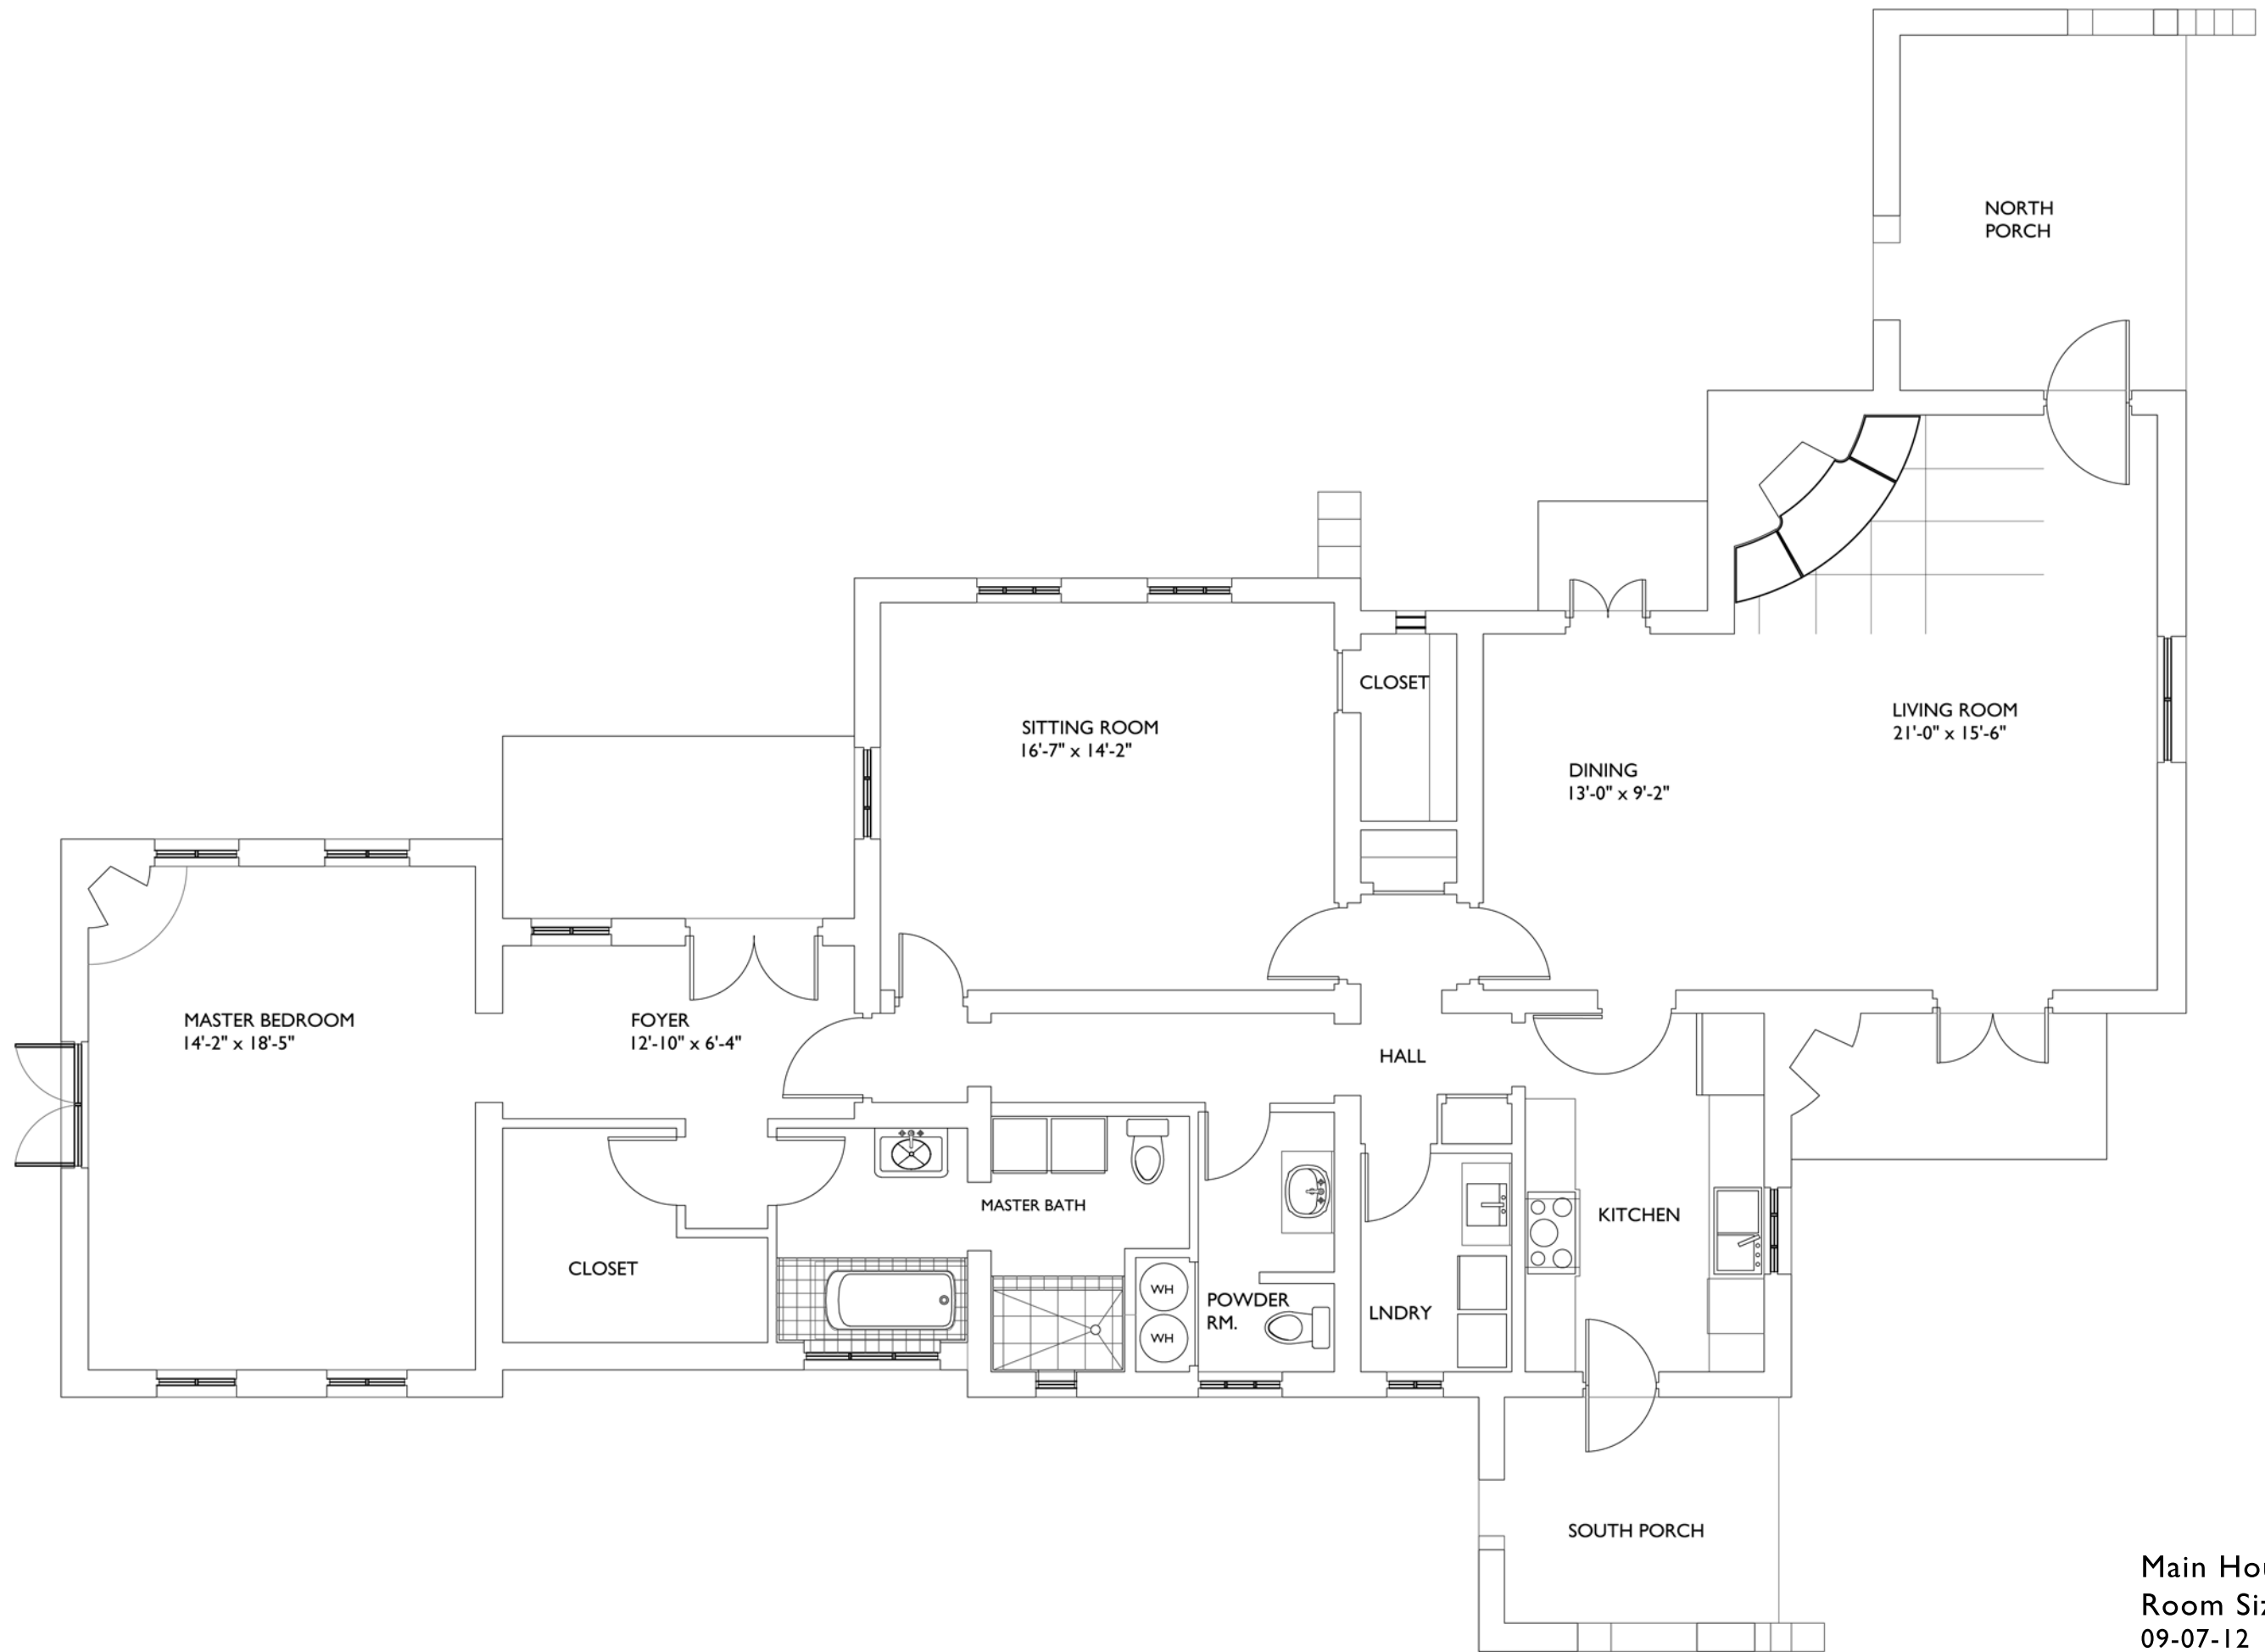 NORTH
PORCH
CLOSET
SITTING ROOM
16'-7" x 14'-2"
LIVING ROOM
21'-0" x 15'-6"
DINING
13'-0" x 9'-2"
MASTER BEDROOM
14'-2" x 18'-5"
FOYER
12'-10" x 6'-4"
HALL
MASTER BATH
KITCHEN
CLOSET
WH
POWDER
RM.
LNDRY
WH
SOUTH PORCH
Main Hou
Room Siz
09-07-12